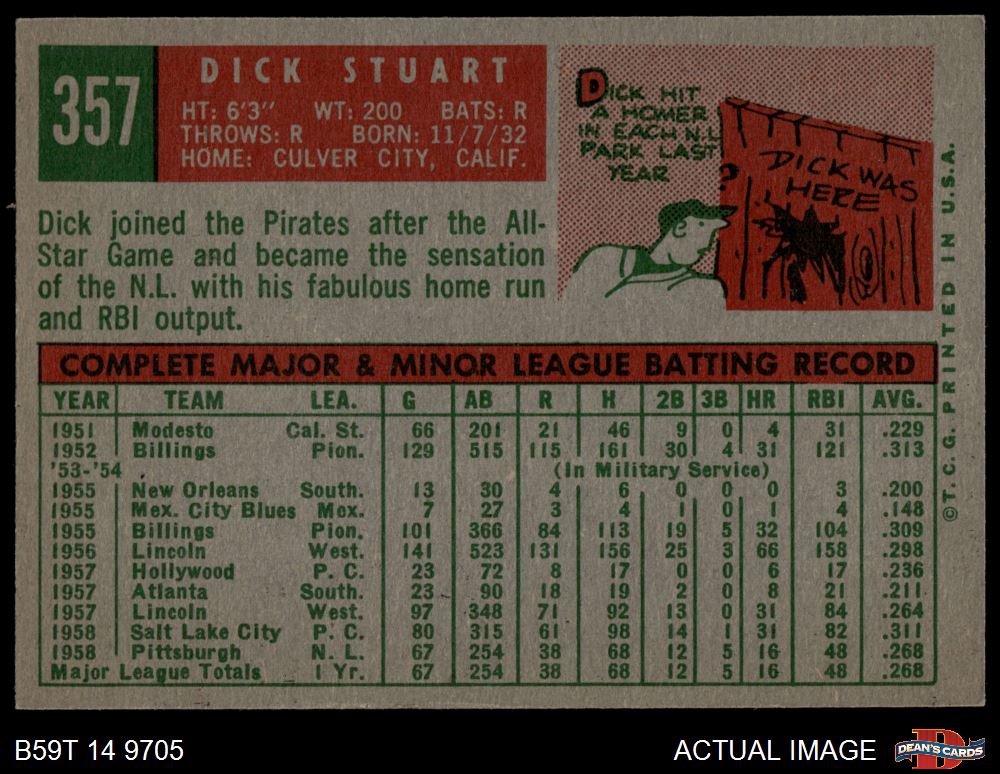 357
DICK STUART
HT: 6'3" WT: 200 BATS: R
THROWS: R BORN: 11/7/32
HOME: CULVER CITY, CALIF.
DICK HIT
A HOMER
IN EACH N.L.
PARK LAST
YEAR
?
DICK WAS
HERE
Dick joined the Pirates after the All-
Star Game and became the sensation
of the N.L. with his fabulous home run
and RBI output.
COMPLETE MAJOR & MINOR LEAGUE BATTING RECORD
YEAR TEAM LEA. G AB R H 2B 3B HR RBI AVG.
1951 Modesto Cal. St. 66 201 21 46 9 0 4 31 .229
1952 Billings Pion. 129 515 115 161 30 4 31 121 .313
'53-'54 (In Military Service)
1955 New Orleans South. 13 30 4 6 0 0 0 3 .200
1955 Mex. City Blues Mex. 7 27 3 4 1 0 1 4 .148
1955 Billings Pion. 101 366 84 113 19 5 32 104 .309
1956 Lincoln West. 141 523 131 156 25 3 66 158 .298
1957 Hollywood P. C. 23 72 8 17 0 0 6 17 .236
1957 Atlanta South. 23 90 18 19 2 0 8 21 .211
1957 Lincoln West. 97 348 71 92 13 0 31 84 .264
1958 Salt Lake City P. C. 80 315 61 98 14 1 31 82 .311
1958 Pittsburgh N. L. 67 254 38 68 12 5 16 48 .268
Major League Totals 1 Yr. 67 254 38 68 12 5 16 48 .268
©T.C.G. PRINTED IN U.S.A.
B59T 14 9705
ACTUAL IMAGE
D
DEAN'S CARDS